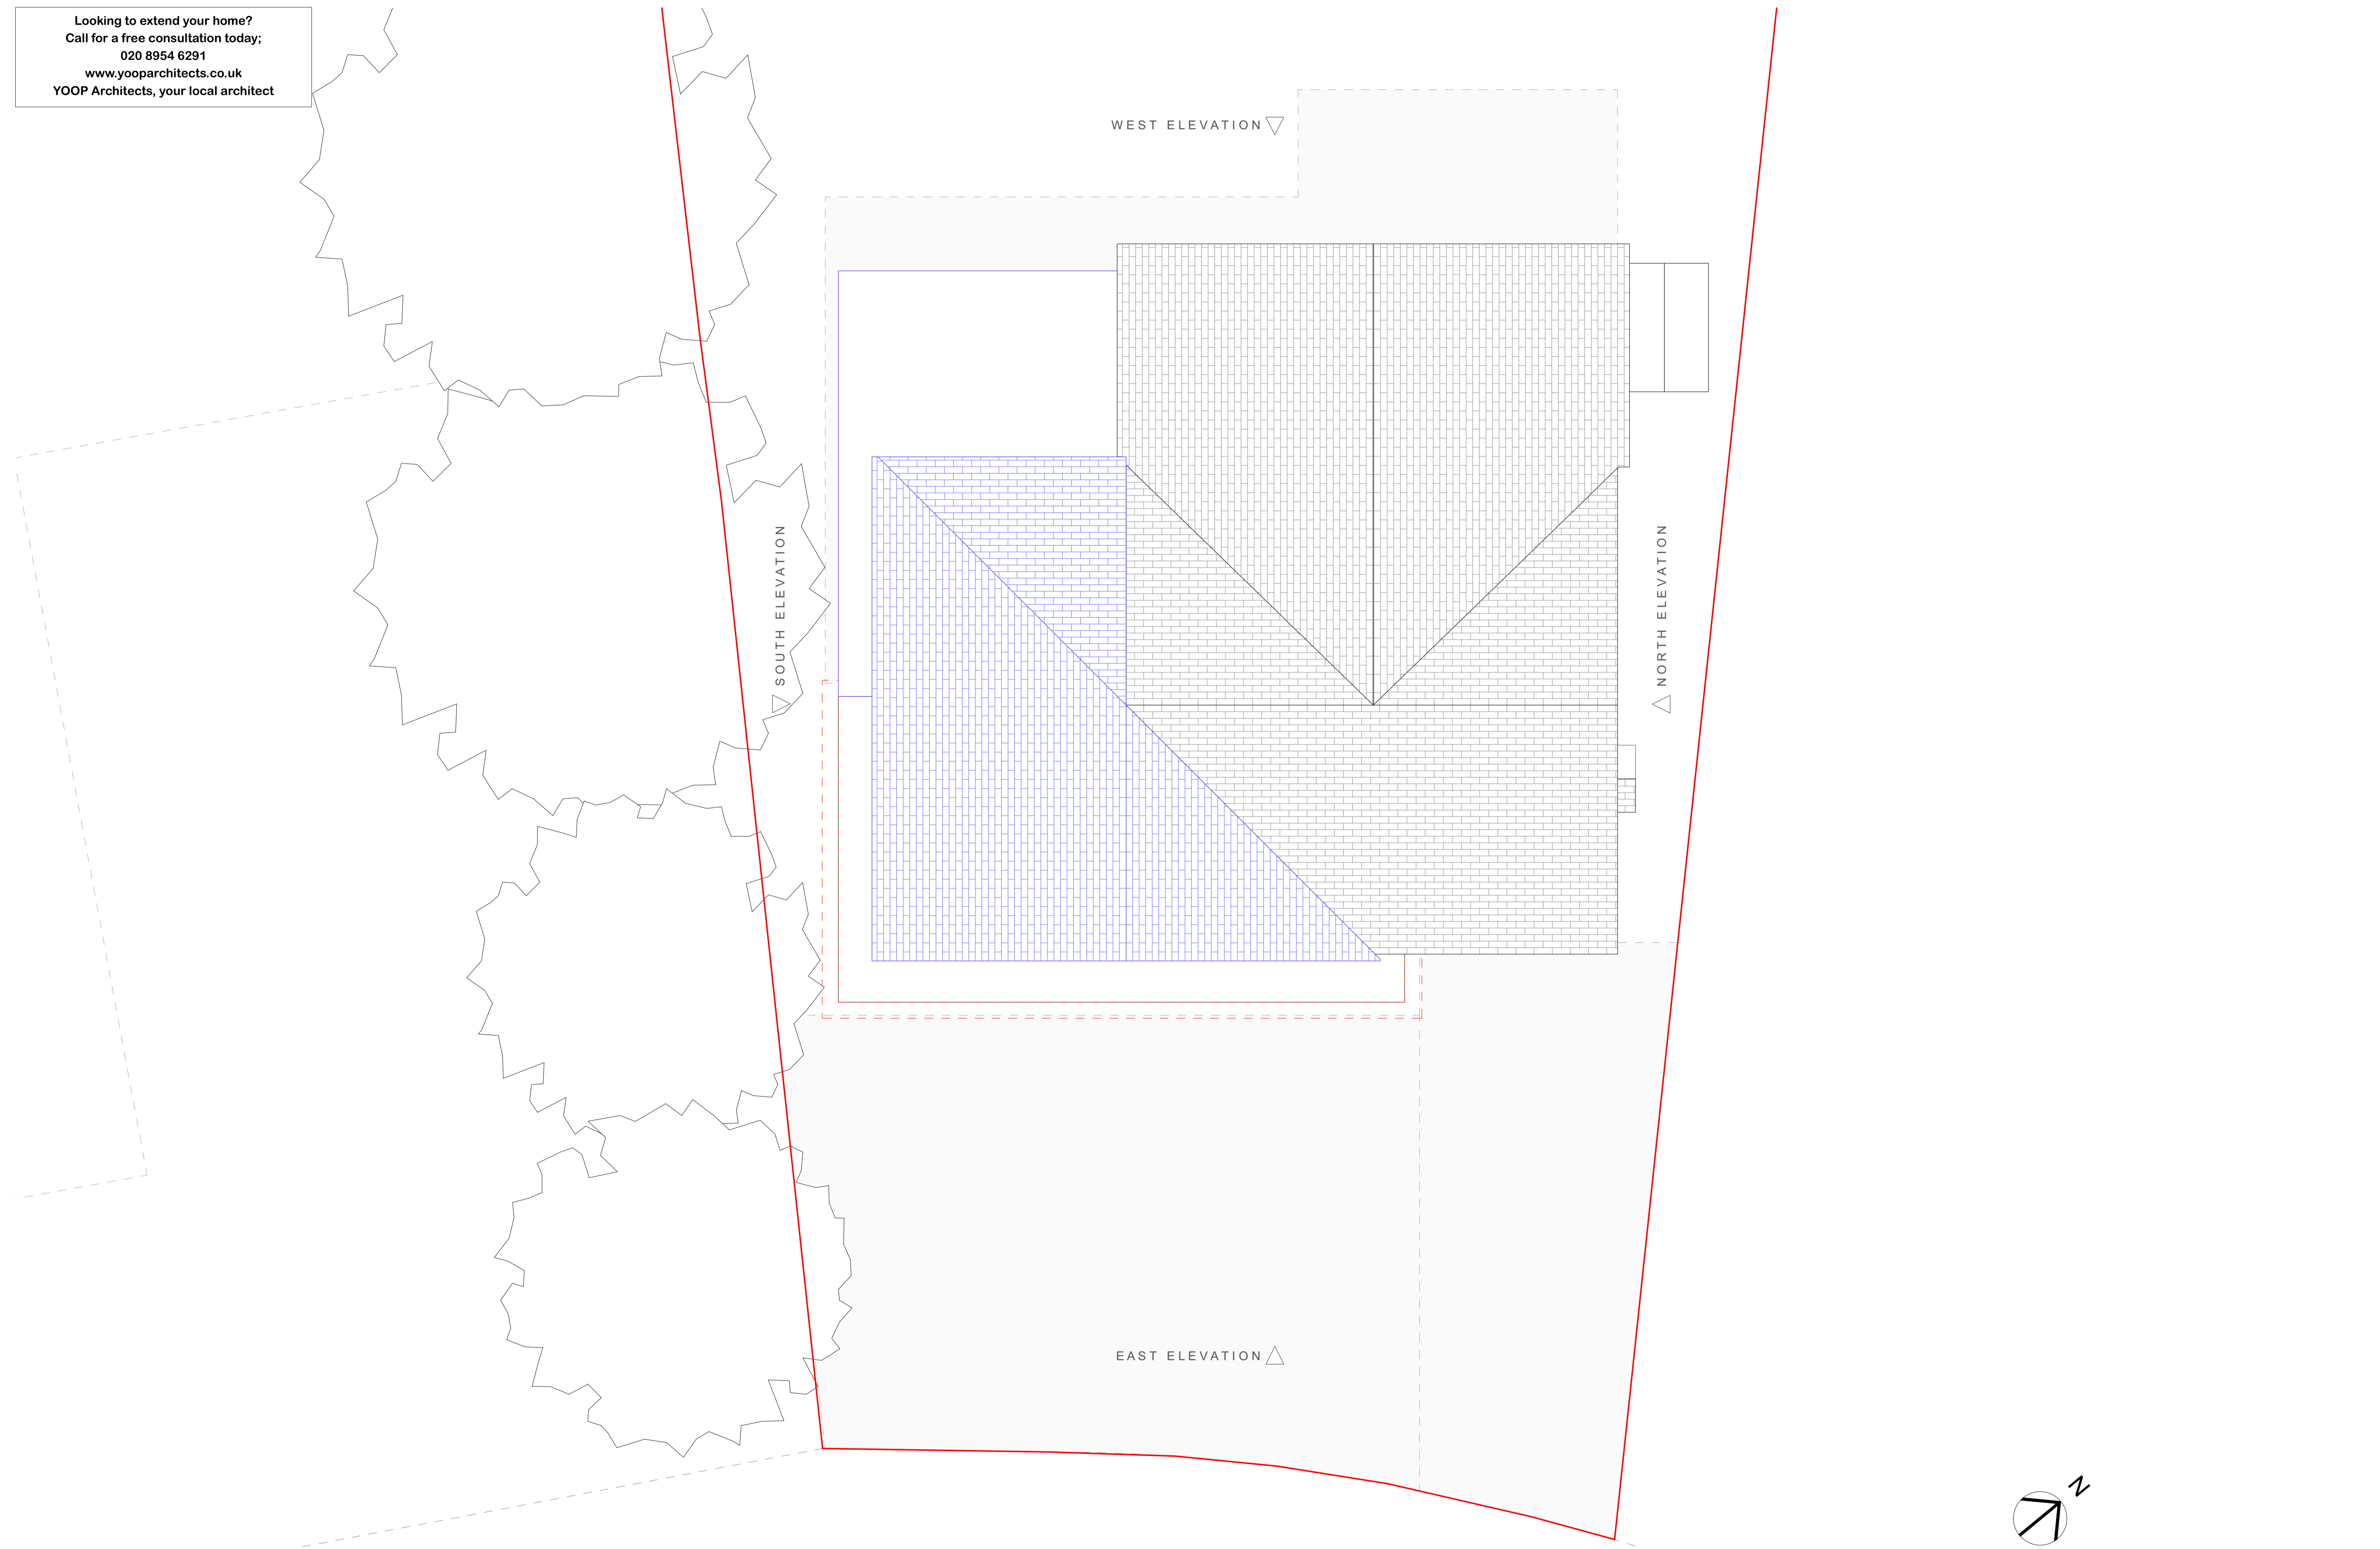 Looking to extend your home?
Call for a free consultation today;
020 8954 6291
www.yooparchitects.co.uk
YOOP Architects, your local architect
WEST ELEVATION
SOUTH ELEVATION
NORTH ELEVATION
EAST ELEVATION
N